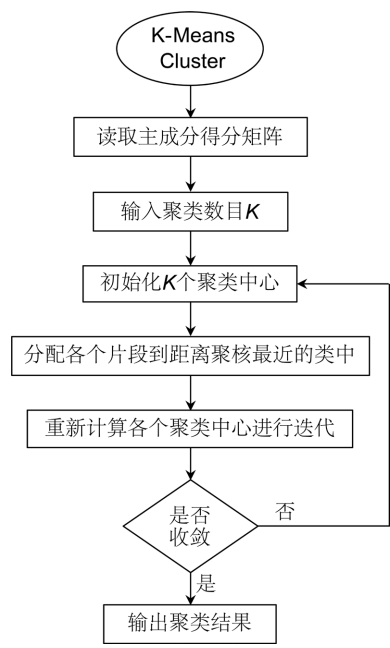 K-Means
Cluster
读取主成分得分矩阵
输入聚类数目K
初始化K个聚类中心
分配各个片段到距离聚核最近的类中
重新计算各个聚类中心进行迭代
是否
收敛
否
是
输出聚类结果